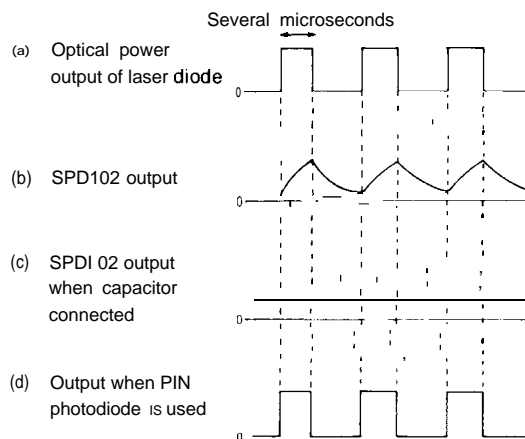 Several microseconds
(a) Optical power
output of laser diode
0
(b) SPD102 output
0
(c) SPDI 02 output
when capacitor
connected
0
(d) Output when PIN
photodiode IS used
0